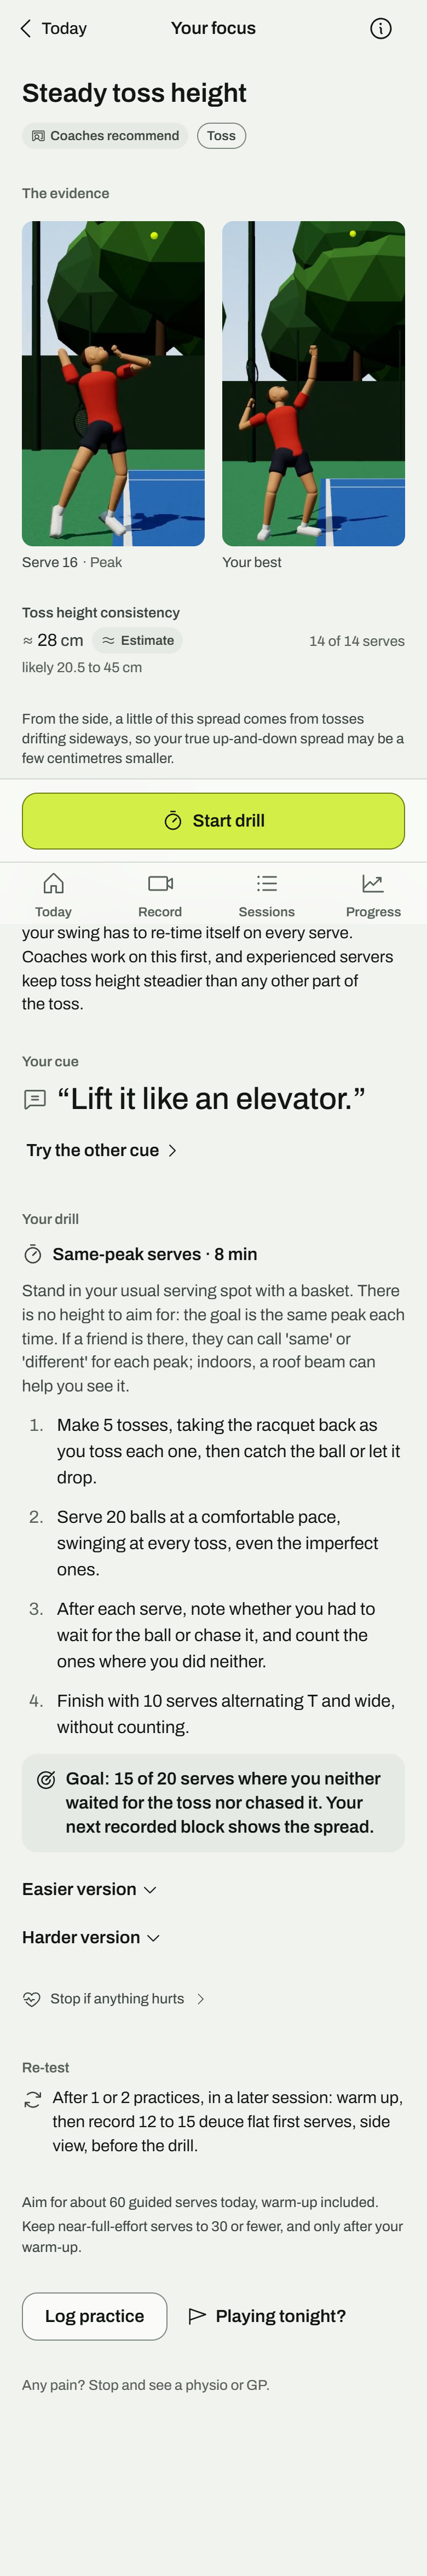 Today
Your focus
Steady toss height
Coaches recommend
Toss
The evidence
Serve 16 · Peak
Your best
Toss height consistency
≈ 28 cm
Estimate
14 of 14 serves
likely 20.5 to 45 cm
From the side, a little of this spread comes from tosses
drifting sideways, so your true up-and-down spread may be a
few centimetres smaller.
Start drill
Today
Record
Sessions
Progress
your swing has to re-time itself on every serve.
Coaches work on this first, and experienced servers
keep toss height steadier than any other part of
the toss.
Your cue
“Lift it like an elevator.”
Try the other cue
Your drill
Same-peak serves · 8 min
Stand in your usual serving spot with a basket. There
is no height to aim for: the goal is the same peak each
time. If a friend is there, they can call 'same' or
'different' for each peak; indoors, a roof beam can
help you see it.
1. Make 5 tosses, taking the racquet back as
you toss each one, then catch the ball or let it
drop.
2. Serve 20 balls at a comfortable pace,
swinging at every toss, even the imperfect
ones.
3. After each serve, note whether you had to
wait for the ball or chase it, and count the
ones where you did neither.
4. Finish with 10 serves alternating T and wide,
without counting.
Goal: 15 of 20 serves where you neither
waited for the toss nor chased it. Your
next recorded block shows the spread.
Easier version
Harder version
Stop if anything hurts
Re-test
After 1 or 2 practices, in a later session: warm up,
then record 12 to 15 deuce flat first serves, side
view, before the drill.
Aim for about 60 guided serves today, warm-up included.
Keep near-full-effort serves to 30 or fewer, and only after your
warm-up.
Log practice
Playing tonight?
Any pain? Stop and see a physio or GP.